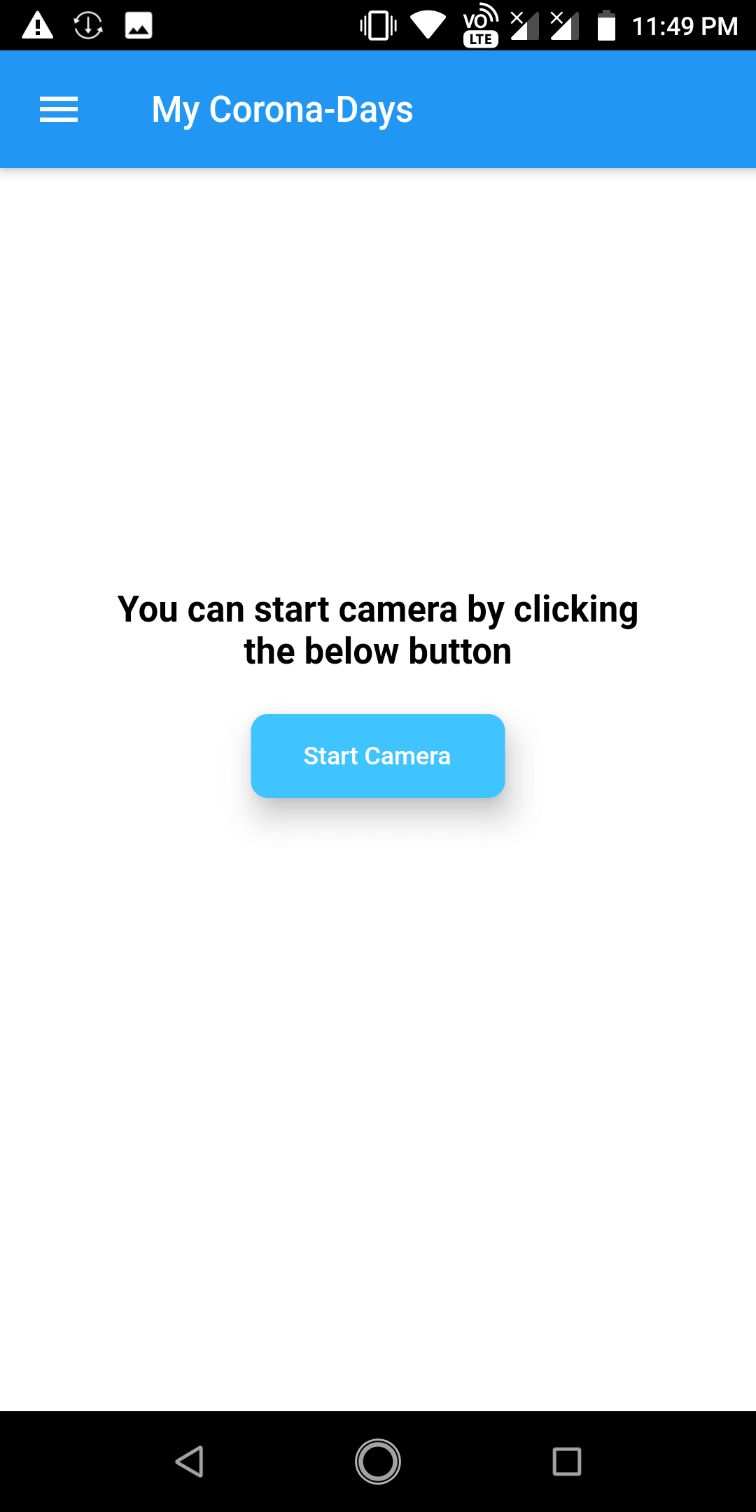 VO LTE 11:49 PM
My Corona-Days
You can start camera by clicking
the below button
Start Camera